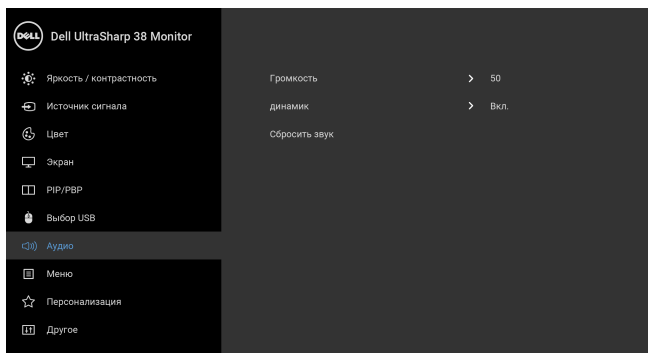 DELL Dell UltraSharp 38 Monitor
Яркость / контрастность
Громкость 50
Источник сигнала
динамик Вкл.
Цвет
Сбросить звук
Экран
PIP/PBP
Выбор USB
Аудио
Меню
Персонализация
Другое